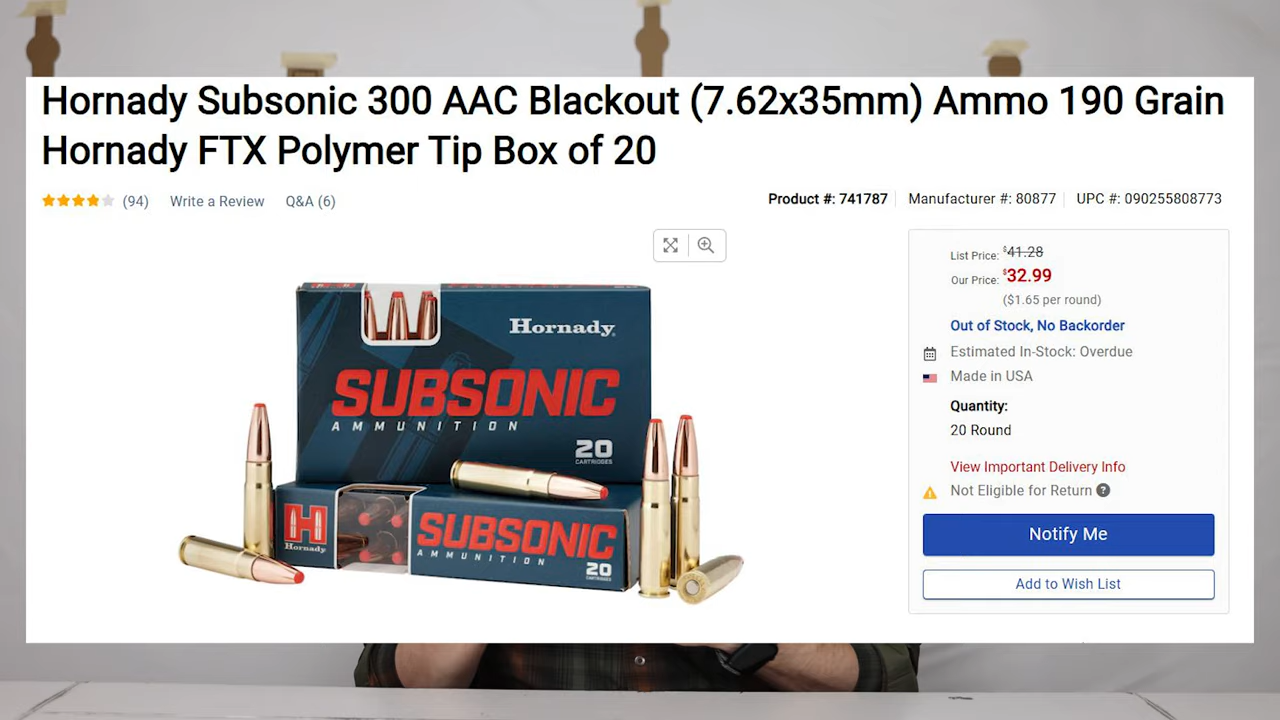 Hornady Subsonic 300 AAC Blackout (7.62x35mm) Ammo 190 Grain
Hornady FTX Polymer Tip Box of 20
(94) Write a Review Q&A (6)
Product #: 741787 Manufacturer #: 80877 UPC #: 090255808773
List Price: $41.28
Our Price: $32.99
($1.65 per round)
Out of Stock, No Backorder
Estimated In-Stock: Overdue
Made in USA
Quantity:
20 Round
View Important Delivery Info
Not Eligible for Return ?
Notify Me
Add to Wish List
Hornady
SUBSONIC
AMMUNITION
20
CARTRIDGES
H
Hornady
SUBSONIC
AMMUNITION
20
CARTRIDGES